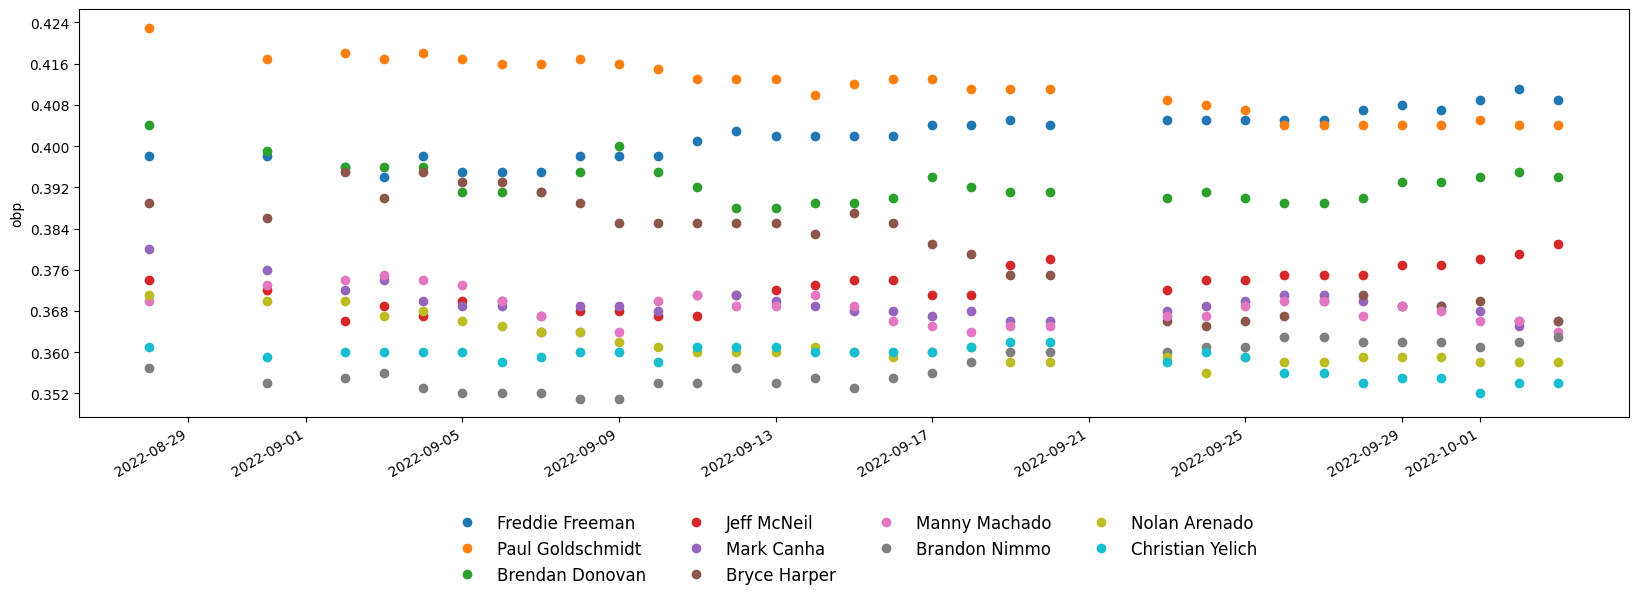 0.424
0.416
0.408
0.400
0.392
0.384
0.376
0.368
0.360
0.352
obp
2022-08-29
2022-09-01
2022-09-05
2022-09-09
2022-09-13
2022-09-17
2022-09-21
2022-09-25
2022-09-29
2022-10-01
Freddie Freeman
Paul Goldschmidt
Brendan Donovan
Jeff McNeil
Mark Canha
Bryce Harper
Manny Machado
Brandon Nimmo
Nolan Arenado
Christian Yelich